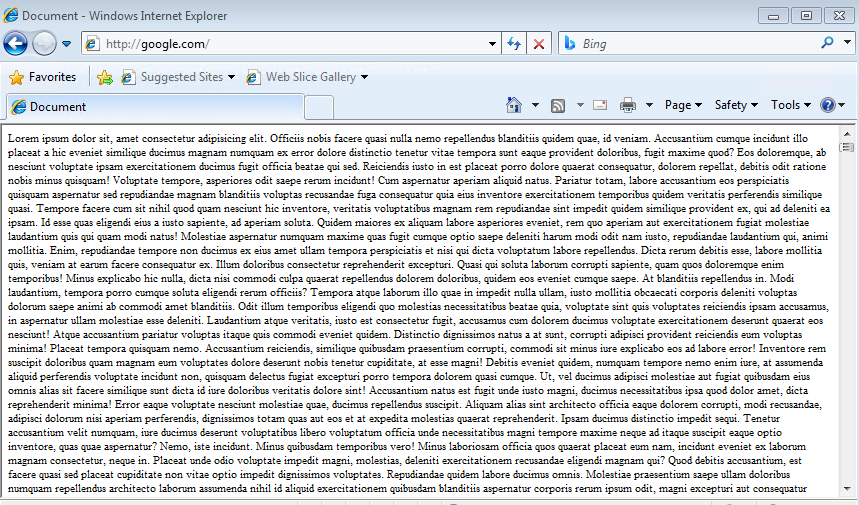 Document - Windows Internet Explorer
http://google.com/
Bing
Favorites Suggested Sites Web Slice Gallery
Document Page Safety Tools
Lorem ipsum dolor sit, amet consectetur adipisicing elit. Officiis nobis facere quasi nulla nemo repellendus blanditiis quidem quae, id veniam. Accusantium cumque incidunt illo
placeat a hic eveniet similique ducimus magnam numquam ex error dolore distinctio tenetur vitae tempora sunt eaque provident doloribus, fugit maxime quod? Eos doloremque, ab
nesciunt voluptate ipsam exercitationem ducimus fugit officia beatae qui sed. Reiciendis iusto in est placeat porro dolore quaerat consequatur, dolorem repellat, debitis odit ratione
nobis minus quisquam! Voluptate tempore, asperiores odit saepe rerum incidunt! Cum aspernatur aperiam aliquid natus. Pariatur totam, labore accusantium eos perspiciatis
quisquam aspernatur sed repudiandae magnam blanditiis voluptas recusandae fuga consequatur quia eius inventore exercitationem temporibus quidem veritatis perferendis similique
quasi. Tempore facere cum sit nihil quod quam nesciunt hic inventore, veritatis voluptatibus magnam rem repudiandae sint impedit quidem similique provident ex, qui ad deleniti ea
ipsam. Id esse quas eligendi eius a iusto sapiente, ad aperiam soluta. Quidem maiores ex aliquam labore asperiores eveniet, rem quo aperiam aut exercitationem fugiat molestiae
laudantium quis qui quam modi natus! Molestiae aspernatur numquam maxime quas fugit cumque optio saepe deleniti harum modi odit nam iusto, repudiandae laudantium qui, animi
mollitia. Enim, repudiandae tempore non ducimus ex eius amet ullam tempora perspiciatis et nisi qui dicta voluptatum labore repellendus. Dicta rerum debitis esse, labore mollitia
quis, veniam at earum facere consequatur ex. Illum doloribus consectetur reprehenderit excepturi. Quasi qui soluta laborum corrupti sapiente, quam quos doloremque enim
temporibus! Minus explicabo hic nulla, dicta nisi commodi culpa quaerat repellendus dolorem doloribus, quidem eos eveniet cumque saepe. At blanditiis repellendus in. Modi
laudantium, tempora porro cumque soluta eligendi rerum officiis? Tempora atque laborum illo quae in impedit nulla ullam, iusto mollitia obcaecati corporis deleniti voluptas
dolorum saepe animi ab commodi amet blanditiis. Odit illum temporibus eligendi quo molestias necessitatibus beatae quia, voluptate sint quis voluptates reiciendis ipsam accusamus,
in aspernatur ullam molestiae esse deleniti. Laudantium atque veritatis, iusto est consectetur fugit, accusamus cum dolorem ducimus voluptate exercitationem deserunt quaerat eos
nesciunt! Atque accusantium pariatur voluptas itaque quis commodi eveniet quidem. Distinctio dignissimos natus a at sunt, corrupti adipisci provident reiciendis eum voluptas
minima! Placeat tempora quisquam nemo. Accusantium reiciendis, similique quibusdam praesentium corrupti, commodi sit minus iure explicabo eos ad labore error! Inventore rem
suscipit doloribus quam magnam eum voluptates dolore deserunt nobis tenetur cupiditate, at esse magni! Debitis eveniet quidem, numquam tempore nemo enim iure, at assumenda
aliquid perferendis voluptate incidunt non, quisquam delectus fugiat excepturi porro tempora dolorem quasi cumque. Ut, vel ducimus adipisci molestiae aut fugiat quibusdam eius
omnis alias sit facere similique sunt dicta id iure doloribus veritatis dolore sint! Accusantium natus est fugit unde iusto magni, ducimus necessitatibus ipsa quod dolor amet, dicta
reprehenderit minima! Error eaque voluptate nesciunt molestiae quae, ducimus repellendus suscipit. Aliquam alias sint architecto officia eaque dolorem corrupti, modi recusandae,
adipisci dolorum nisi aperiam perferendis, dignissimos totam quas aut eos et at expedita molestias quaerat reprehenderit. Ipsam ducimus distinctio impedit sequi. Tenetur
accusantium velit numquam, iure ducimus deserunt voluptatibus libero voluptatum officia unde necessitatibus magni tempore maxime neque ad itaque suscipit eaque optio
inventore, quas quae aspernatur? Nemo, iste incidunt. Minus quibusdam temporibus vero! Minus laboriosam officia quos quaerat placeat eum nam, incidunt eveniet ex laborum
magnam consectetur, neque in. Placeat unde odio voluptate impedit magni, molestias, deleniti exercitationem recusandae eligendi magnam qui? Quod debitis accusantium, est
facere quasi sed placeat cupiditate non vitae optio impedit dignissimos voluptates. Repudiandae quidem labore ducimus omnis. Molestiae praesentium saepe ullam doloribus
numquam repellendus architecto laborum assumenda nihil id aliquid exercitationem quibusdam blanditiis aspernatur corporis rerum ipsum odit, magni excepturi aut consequatur